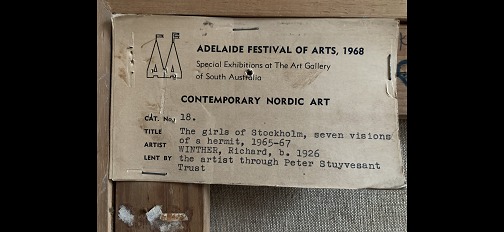 ADELAIDE FESTIVAL OF ARTS, 1968
Special Exhibitions at The Art Gallery
of South Australia
CONTEMPORARY NORDIC ART
CAT. No. 18.
TITLE The girls of Stockholm, seven visions
of a hermit, 1965-67
ARTIST WINTHER, Richard, b. 1926
LENT BY the artist through Peter Stuyvesant
Trust